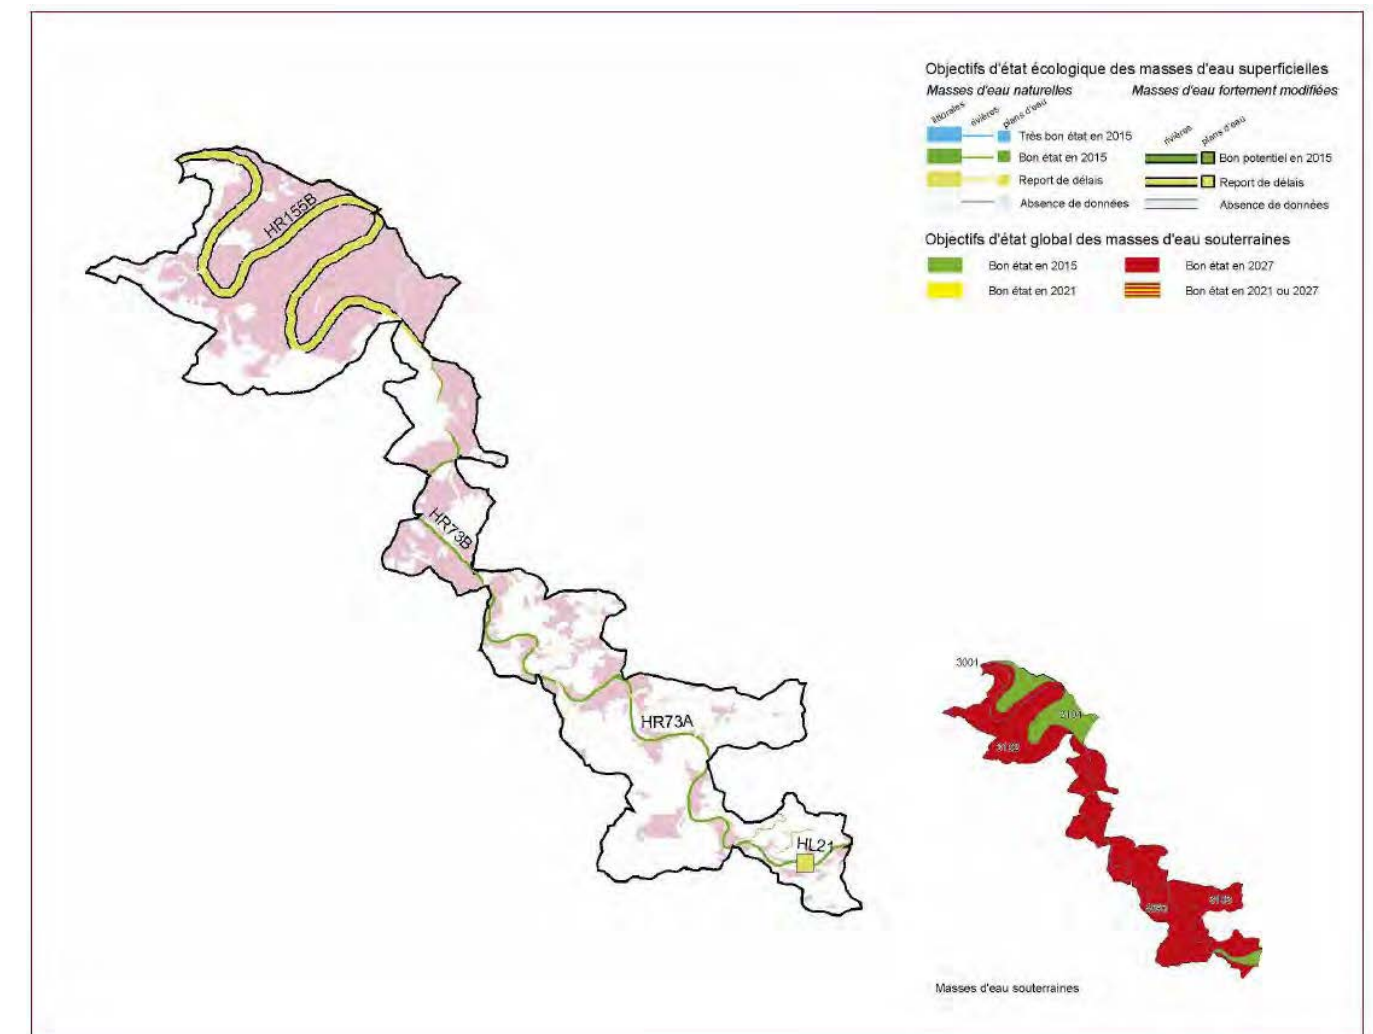 Objectifs d'état écologique des masses d'eau superficielles
Masses d'eau naturelles
Masses d'eau fortement modifiées
littorales rivières plans d'eau
rivières plans d'eau
Très bon état en 2015
Bon état en 2015
Bon potentiel en 2015
Report de délais
Report de délais
Absence de données
Absence de données
Objectifs d'état global des masses d'eau souterraines
Bon état en 2015
Bon état en 2027
Bon état en 2021
Bon état en 2021 ou 2027
HR155B
HR73B
HR73A
HL21
3001
Masses d'eau souterraines